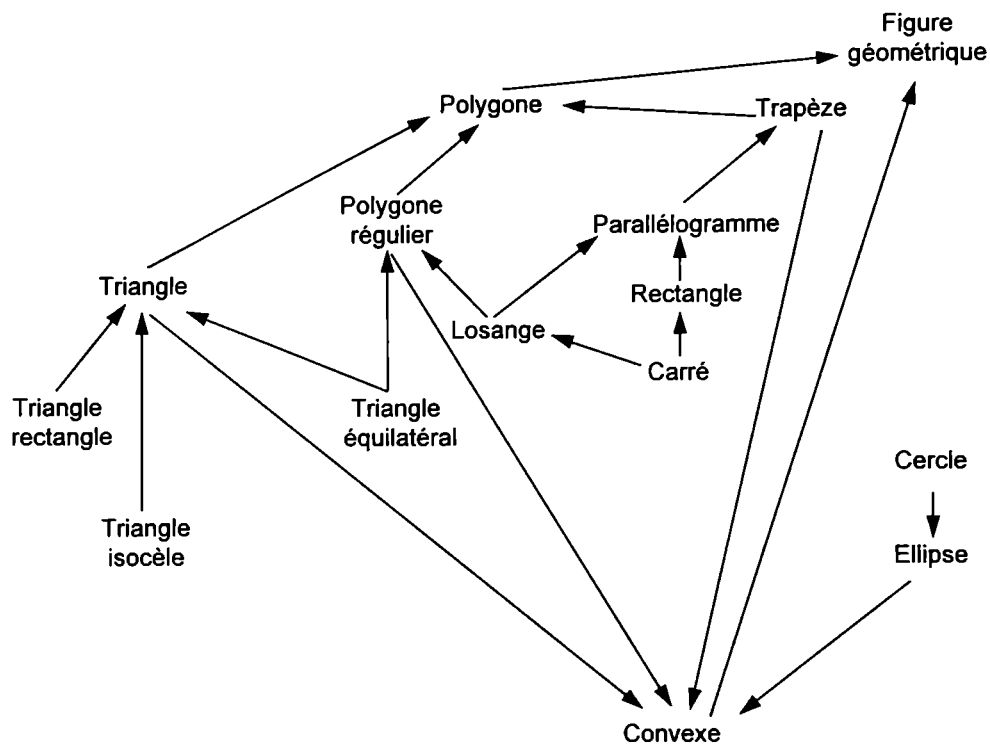 Figure
géométrique
Polygone
Trapèze
Polygone
régulier
Parallélogramme
Triangle
Rectangle
Losange
Carré
Triangle
rectangle
Triangle
équilatéral
Cercle
Triangle
isocèle
Ellipse
Convexe